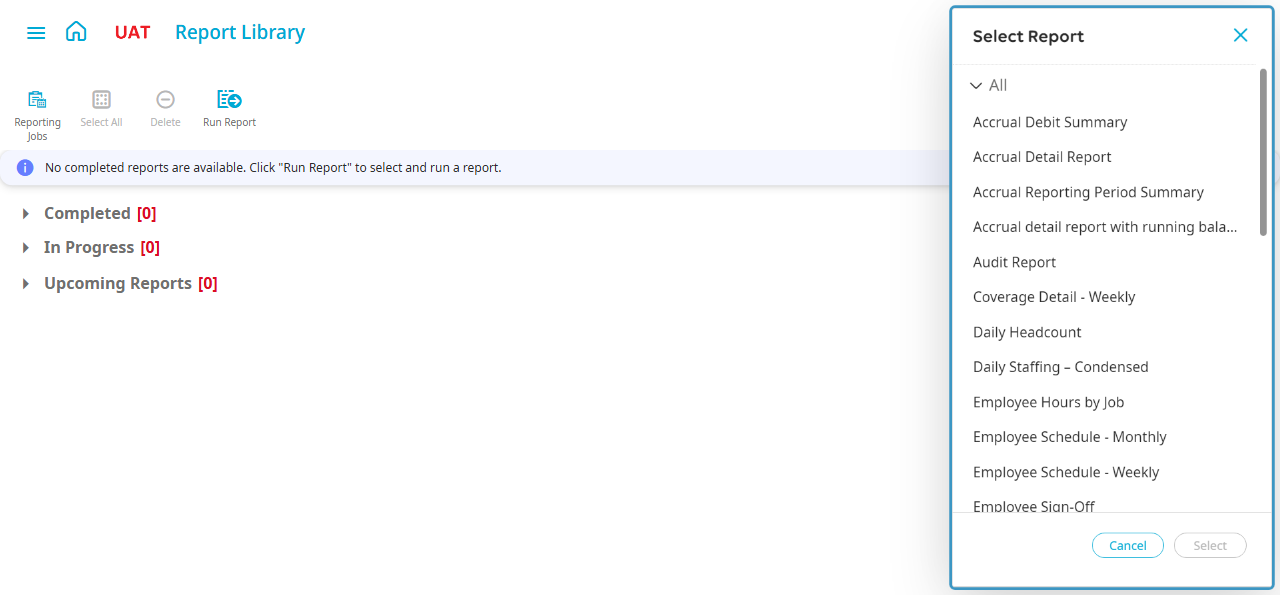 UAT Report Library
Reporting Jobs
Select All
Delete
Run Report
No completed reports are available. Click "Run Report" to select and run a report.
Completed [0]
In Progress [0]
Upcoming Reports [0]
Select Report
All
Accrual Debit Summary
Accrual Detail Report
Accrual Reporting Period Summary
Accrual detail report with running bala...
Audit Report
Coverage Detail - Weekly
Daily Headcount
Daily Staffing – Condensed
Employee Hours by Job
Employee Schedule - Monthly
Employee Schedule - Weekly
Employee Sign-Off
Cancel
Select